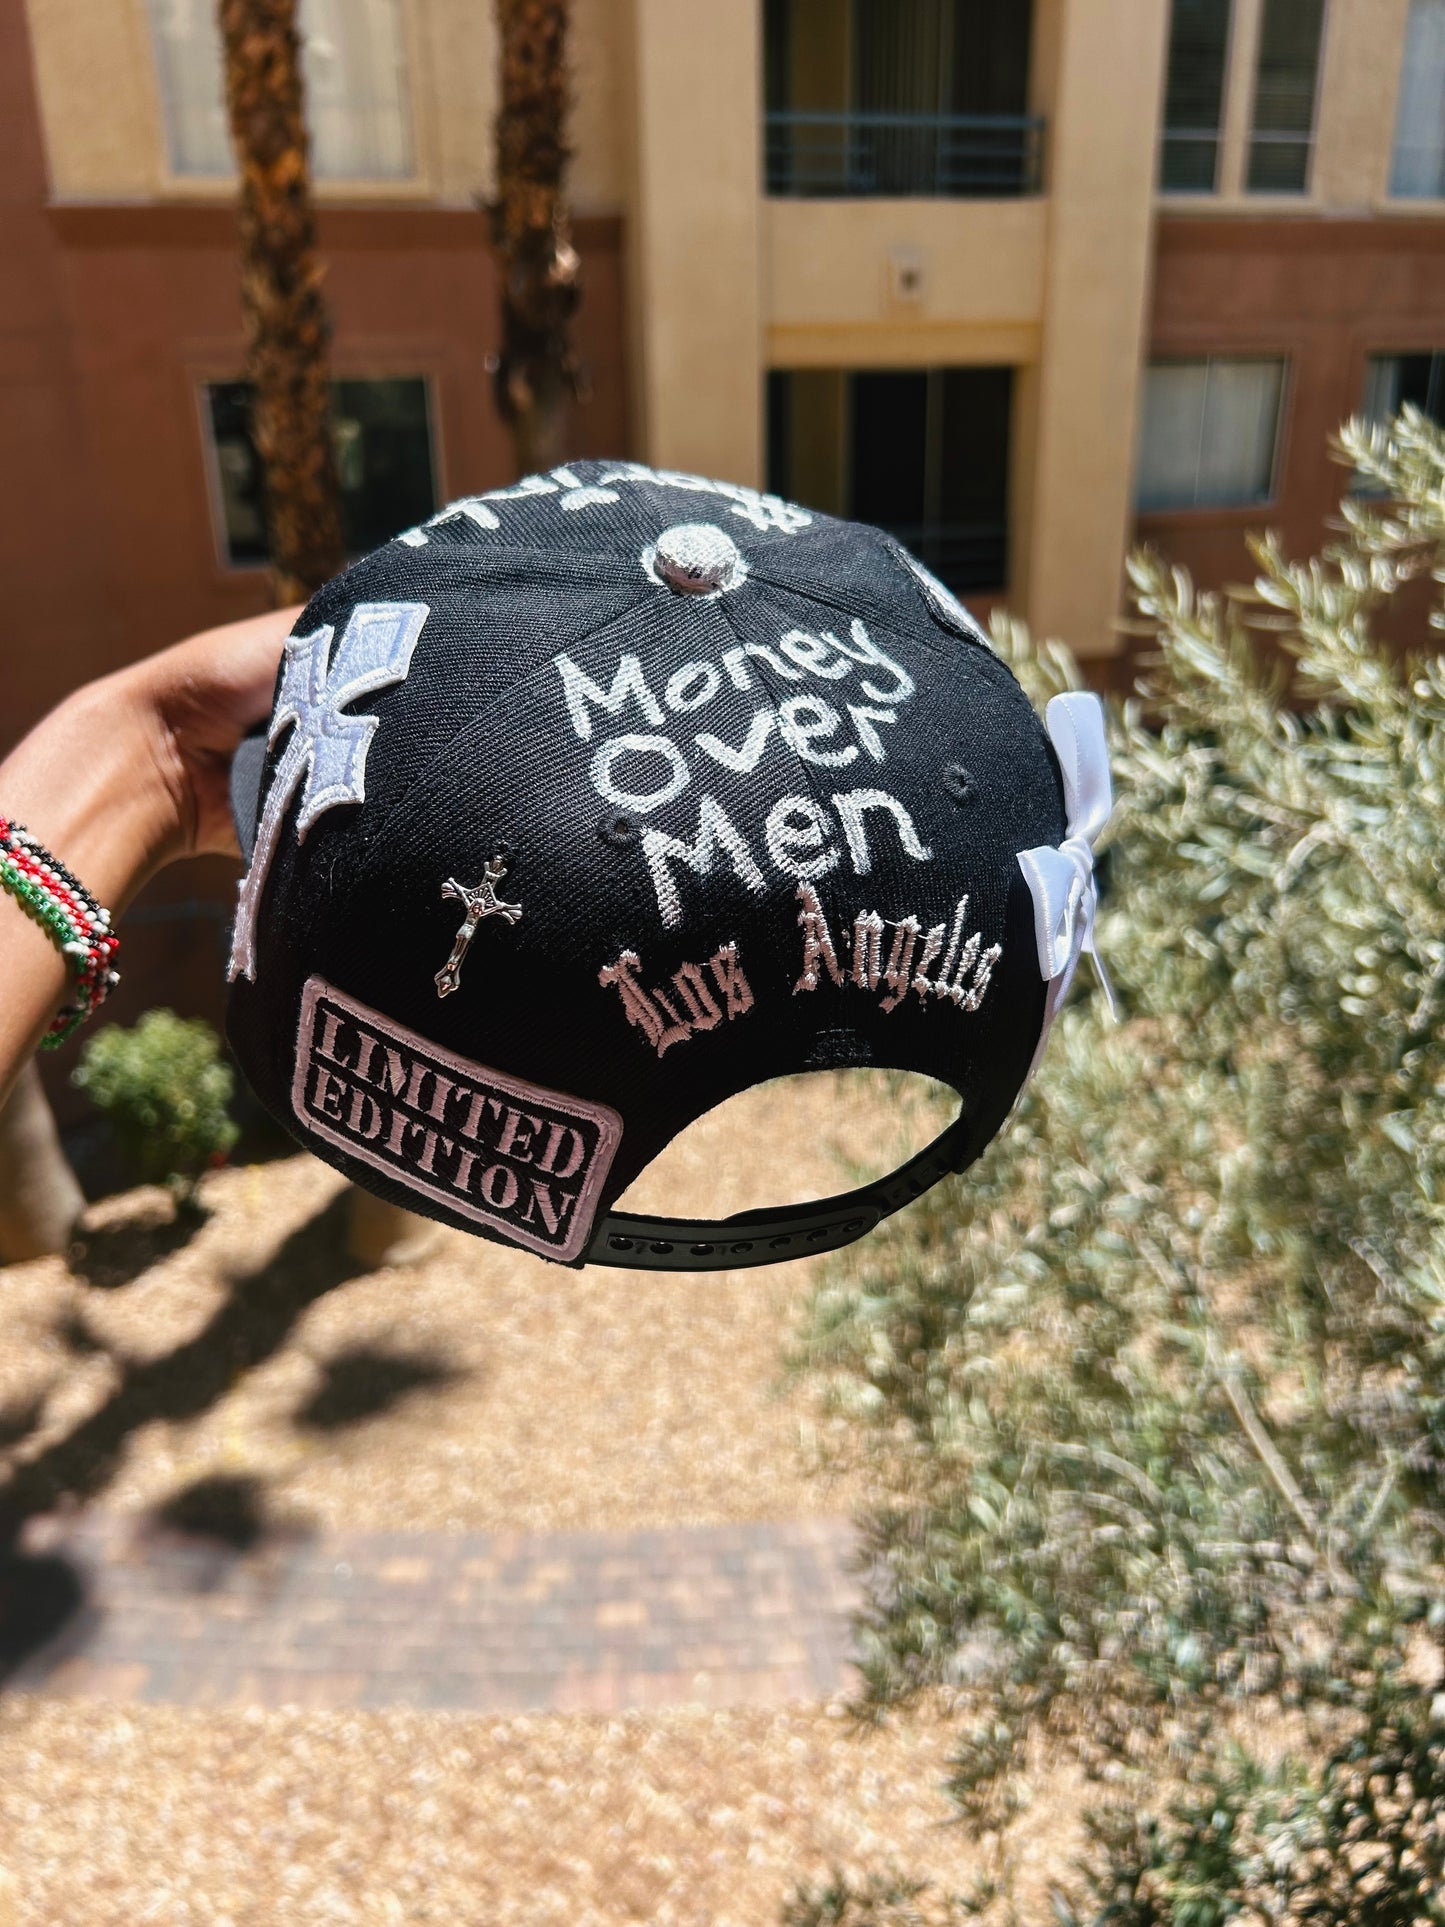 Money
Over
Men
Los Angeles
LIMITED
EDITION